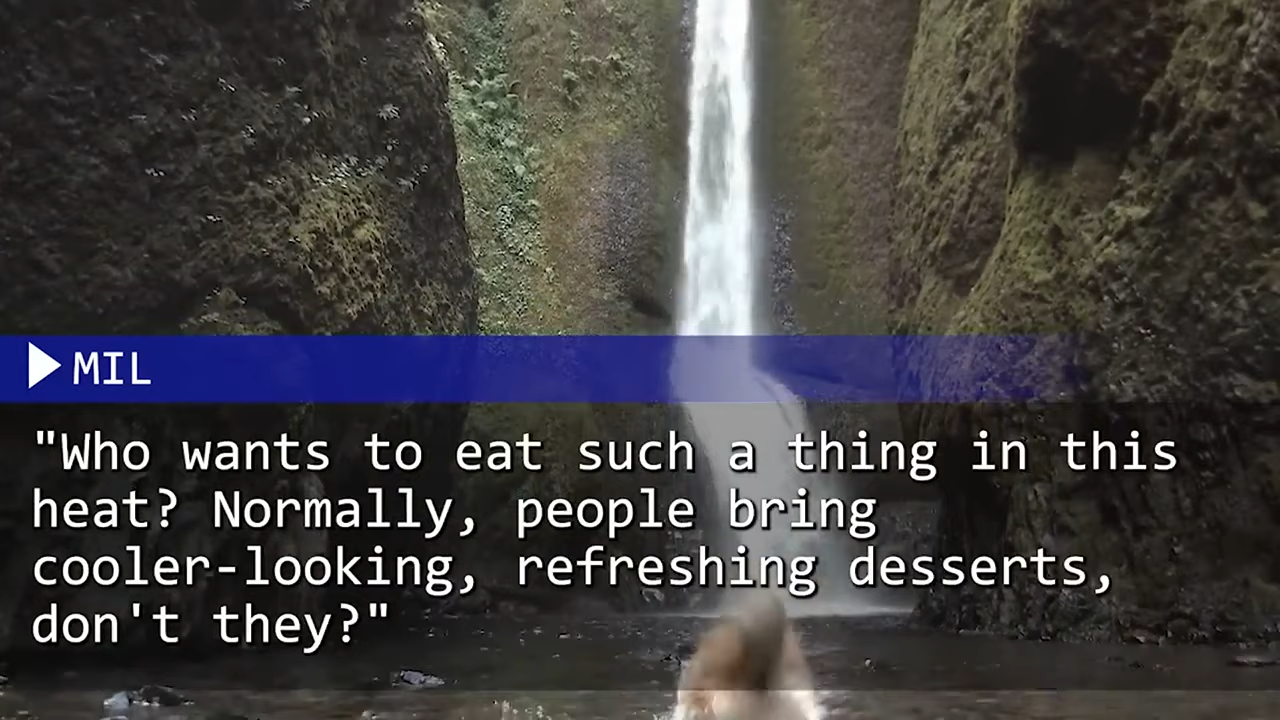 MIL
"Who wants to eat such a thing in this
heat? Normally, people bring
cooler-looking, refreshing desserts,
don't they?"